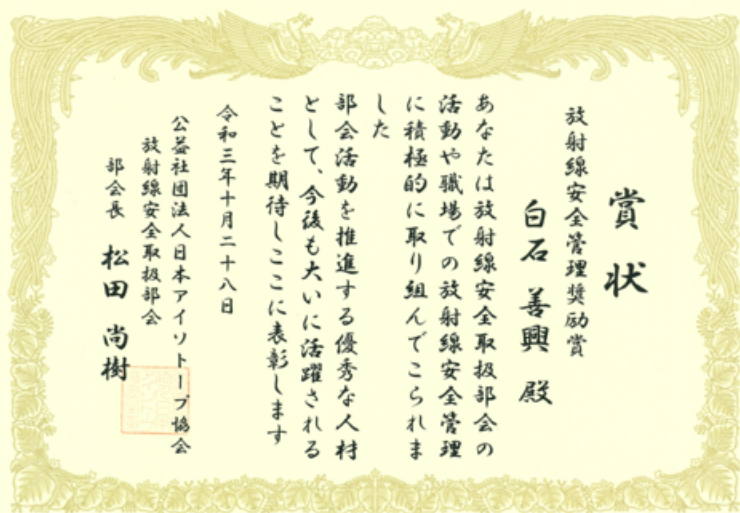 賞状
放射線安全管理奨励賞
白石 善興 殿
あなたは放射線安全取扱部会の
活動や職場での放射線安全管理
に積極的に取り組んでこられま
した
部会活動を推進する優秀な人材
として、今後も大いに活躍される
ことを期待しここに表彰します
令和三年十月二十八日
公益社団法人日本アイソトープ協会
放射線安全取扱部会
部会長 松田 尚樹